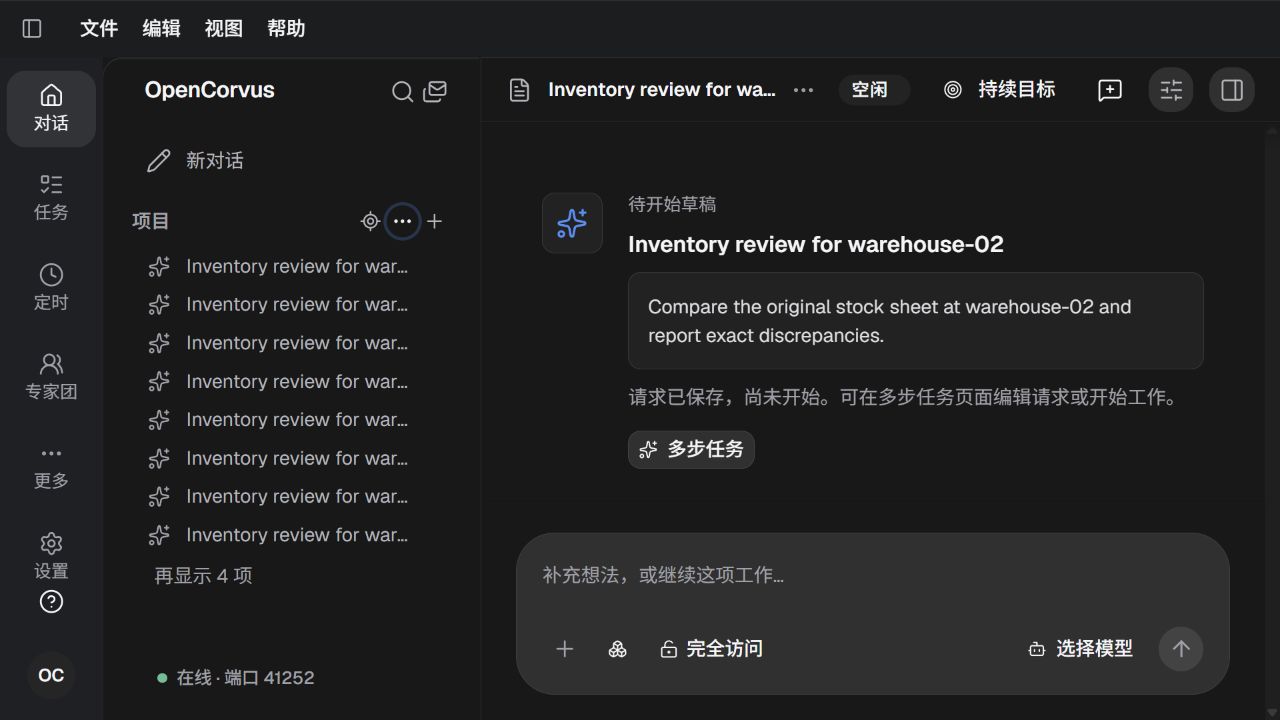 文件 编辑 视图 帮助
对话
任务
定时
专家团
更多
设置
OC
OpenCorvus
新对话
项目
Inventory review for war...
Inventory review for war...
Inventory review for war...
Inventory review for war...
Inventory review for war...
Inventory review for war...
Inventory review for war...
Inventory review for war...
再显示 4 项
在线 · 端口 41252
Inventory review for wa... 空闲 持续目标
待开始草稿
Inventory review for warehouse-02
Compare the original stock sheet at warehouse-02 and
report exact discrepancies.
请求已保存，尚未开始。可在多步任务页面编辑请求或开始工作。
多步任务
补充想法，或继续这项工作...
完全访问 选择模型